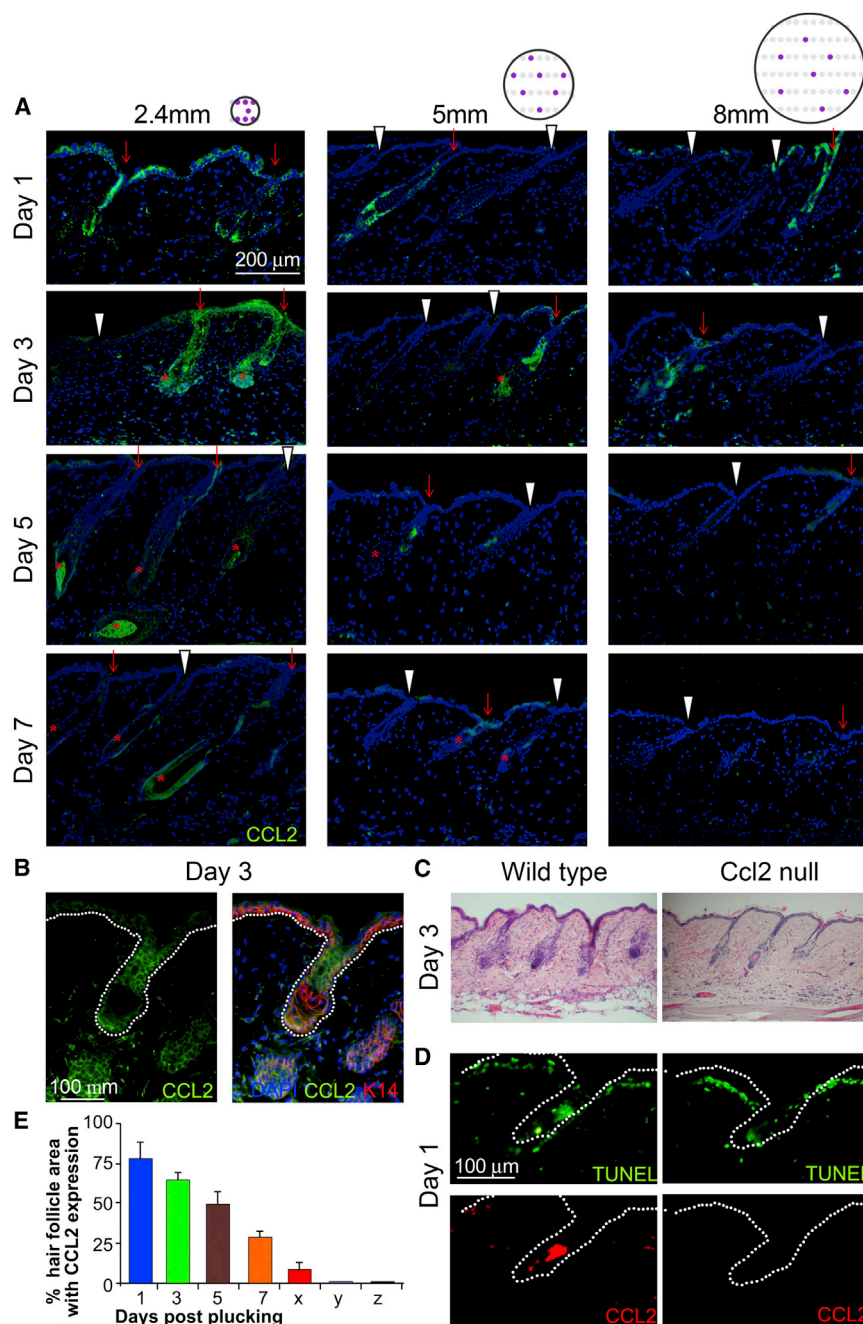 A
2.4mm
5mm
8mm
Day 1
200 µm
Day 3
*
*
*
Day 5
*
*
*
*
*
Day 7
*
*
*
*
*
CCL2
B
Day 3
100 mm
CCL2
DAPI CCL2 K14
C
Wild type
Ccl2 null
Day 3
D
Day 1
100 µm
TUNEL
TUNEL
CCL2
CCL2
E
% hair follicle area
with CCL2 expression
100
75
50
25
0
1 3 5 7 x y z
Days post plucking